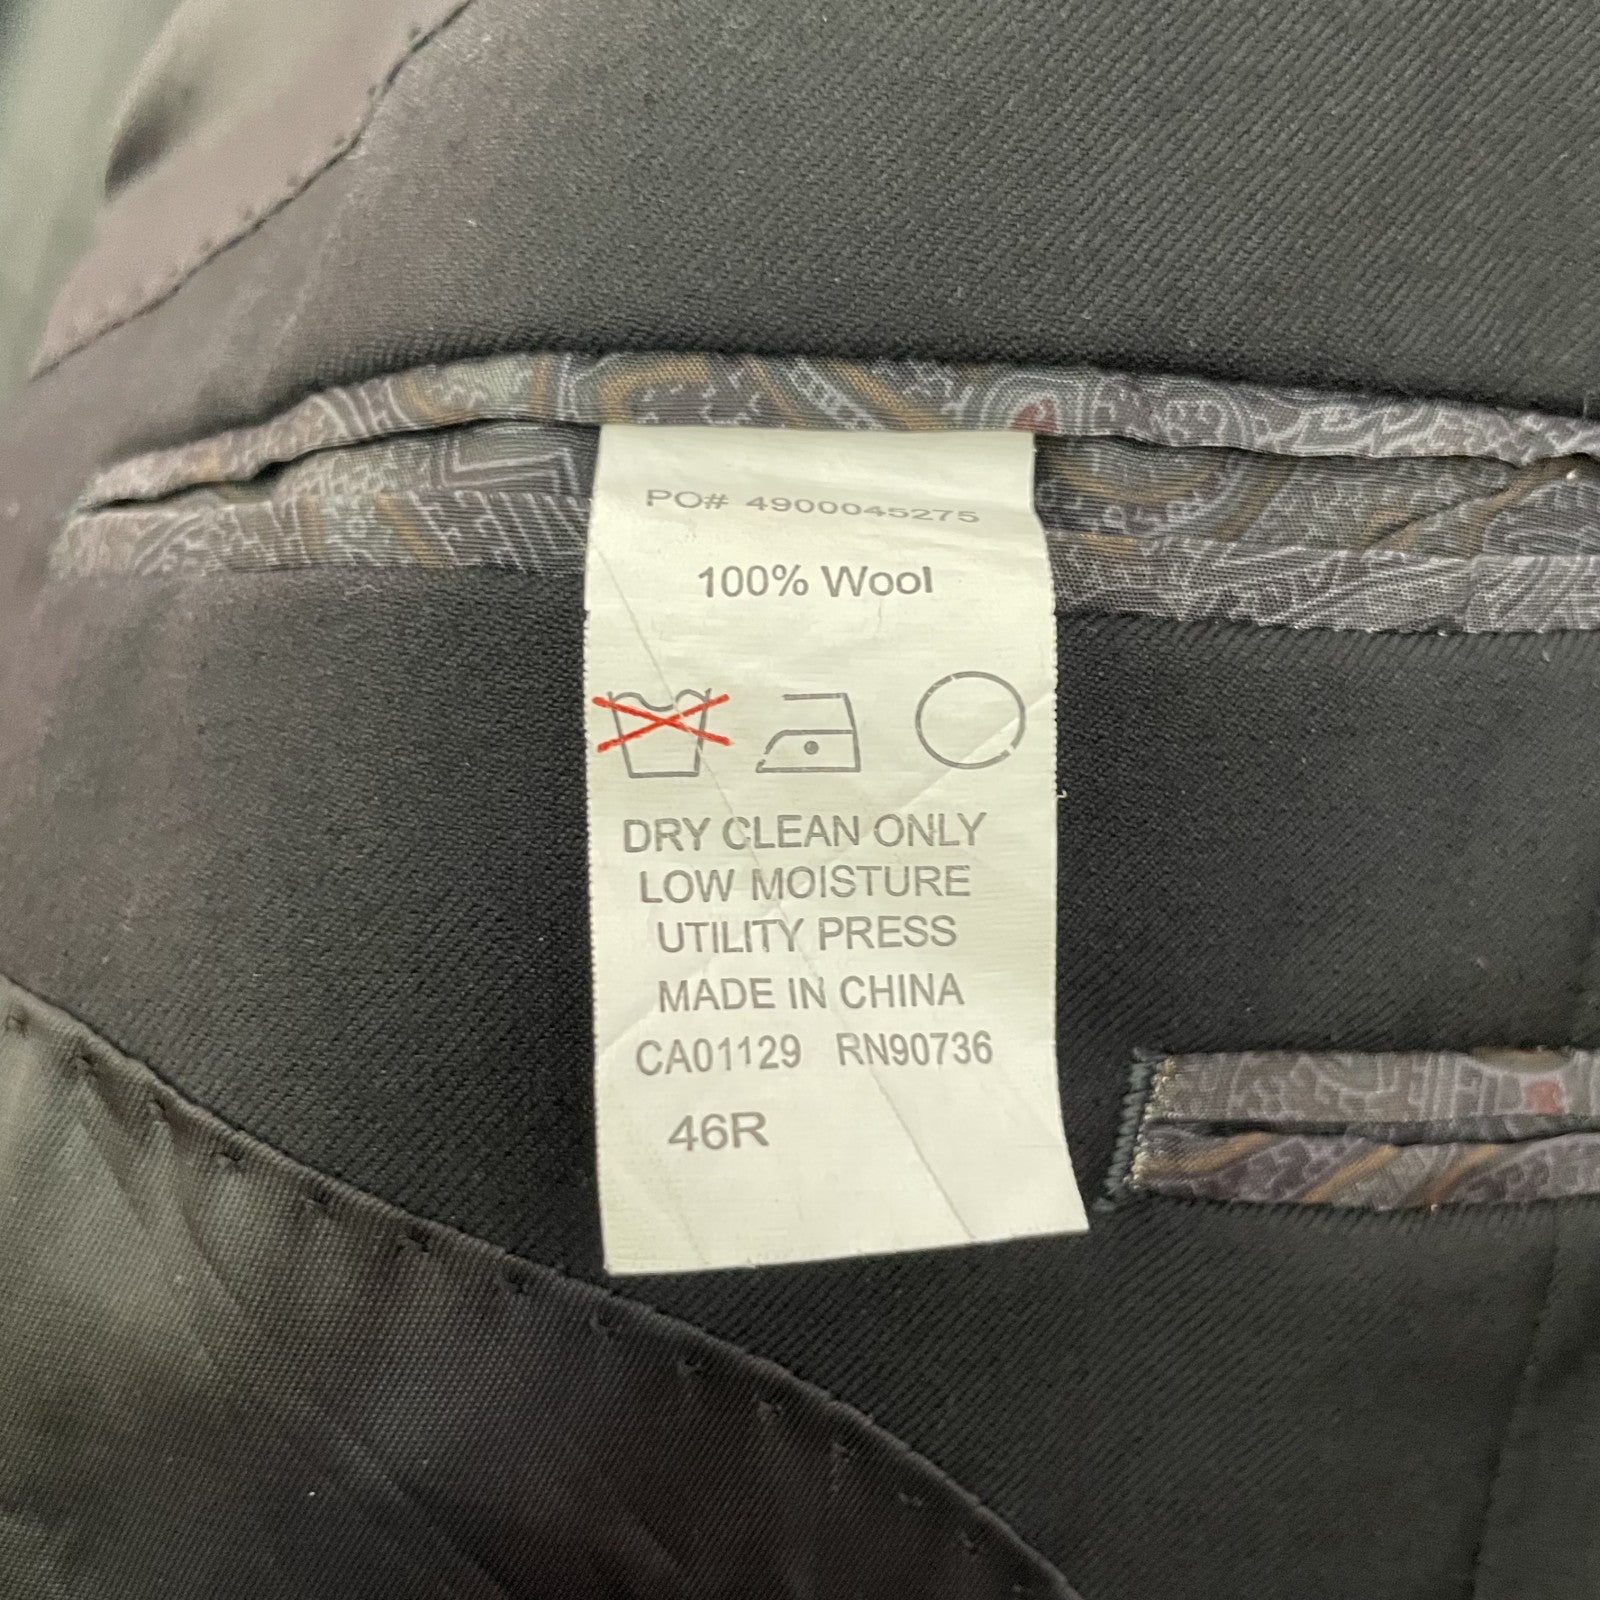 PO# 4900045275
100% Wool
DRY CLEAN ONLY
LOW MOISTURE
UTILITY PRESS
MADE IN CHINA
CA01129 RN90736
46R